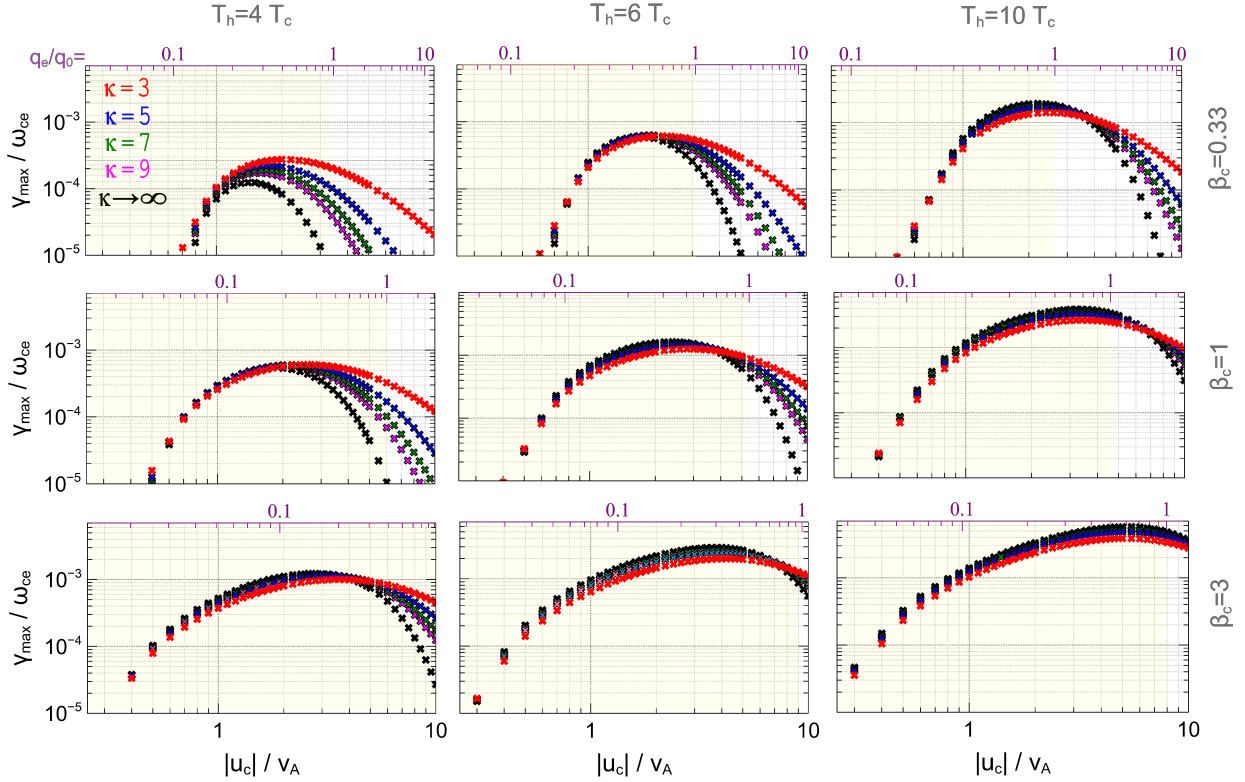 T_h=4 T_c
T_h=6 T_c
T_h=10 T_c
q_e/q_0=
0.1
1
10
0.1
1
10
0.1
1
10
κ = 3
κ = 5
κ = 7
κ = 9
κ → ∞
10⁻³
10⁻⁴
10⁻⁵
γ_max / ω_ce
β_c=0.33
0.1
1
0.1
1
0.1
1
10⁻³
10⁻⁴
10⁻⁵
γ_max / ω_ce
β_c=1
0.1
0.1
1
0.1
1
10⁻³
10⁻⁴
10⁻⁵
γ_max / ω_ce
β_c=3
1
10
1
10
1
10
|u_c| / v_A
|u_c| / v_A
|u_c| / v_A